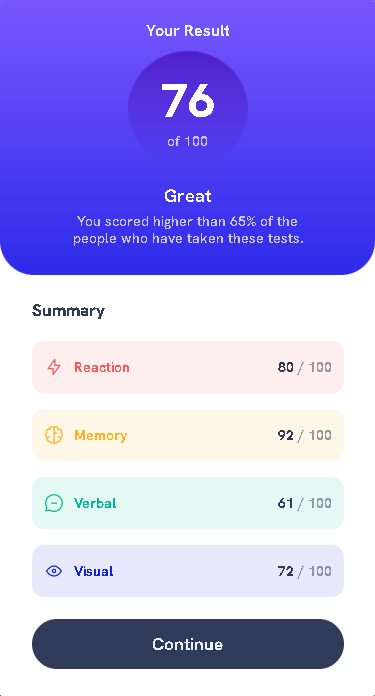 Your Result
76
of 100
Great
You scored higher than 65% of the
people who have taken these tests.
Summary
Reaction 80 / 100
Memory 92 / 100
Verbal 61 / 100
Visual 72 / 100
Continue